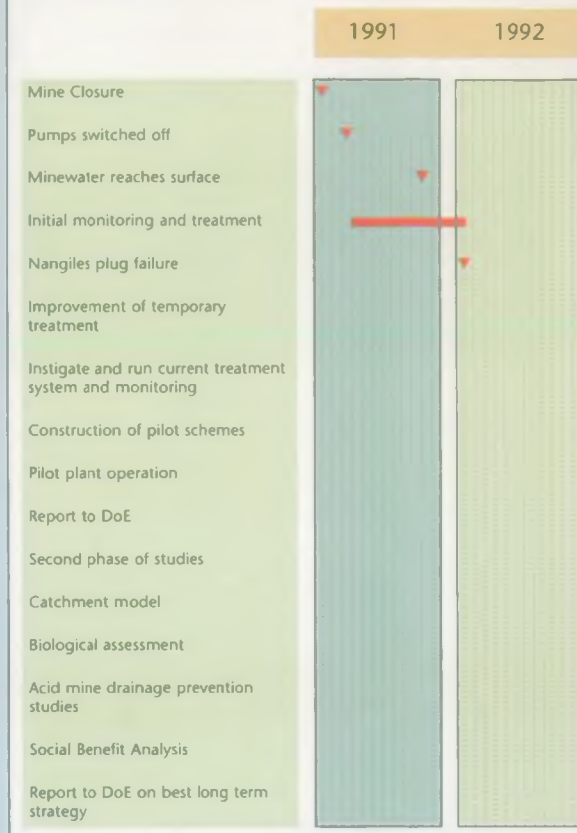 1991 1992
Mine Closure
Pumps switched off
Minewater reaches surface
Initial monitoring and treatment
Nangiles plug failure
Improvement of temporary
treatment
Instigate and run current treatment
system and monitoring
Construction of pilot schemes
Pilot plant operation
Report to DoE
Second phase of studies
Catchment model
Biological assessment
Acid mine drainage prevention
studies
Social Benefit Analysis
Report to DoE on best long term
strategy